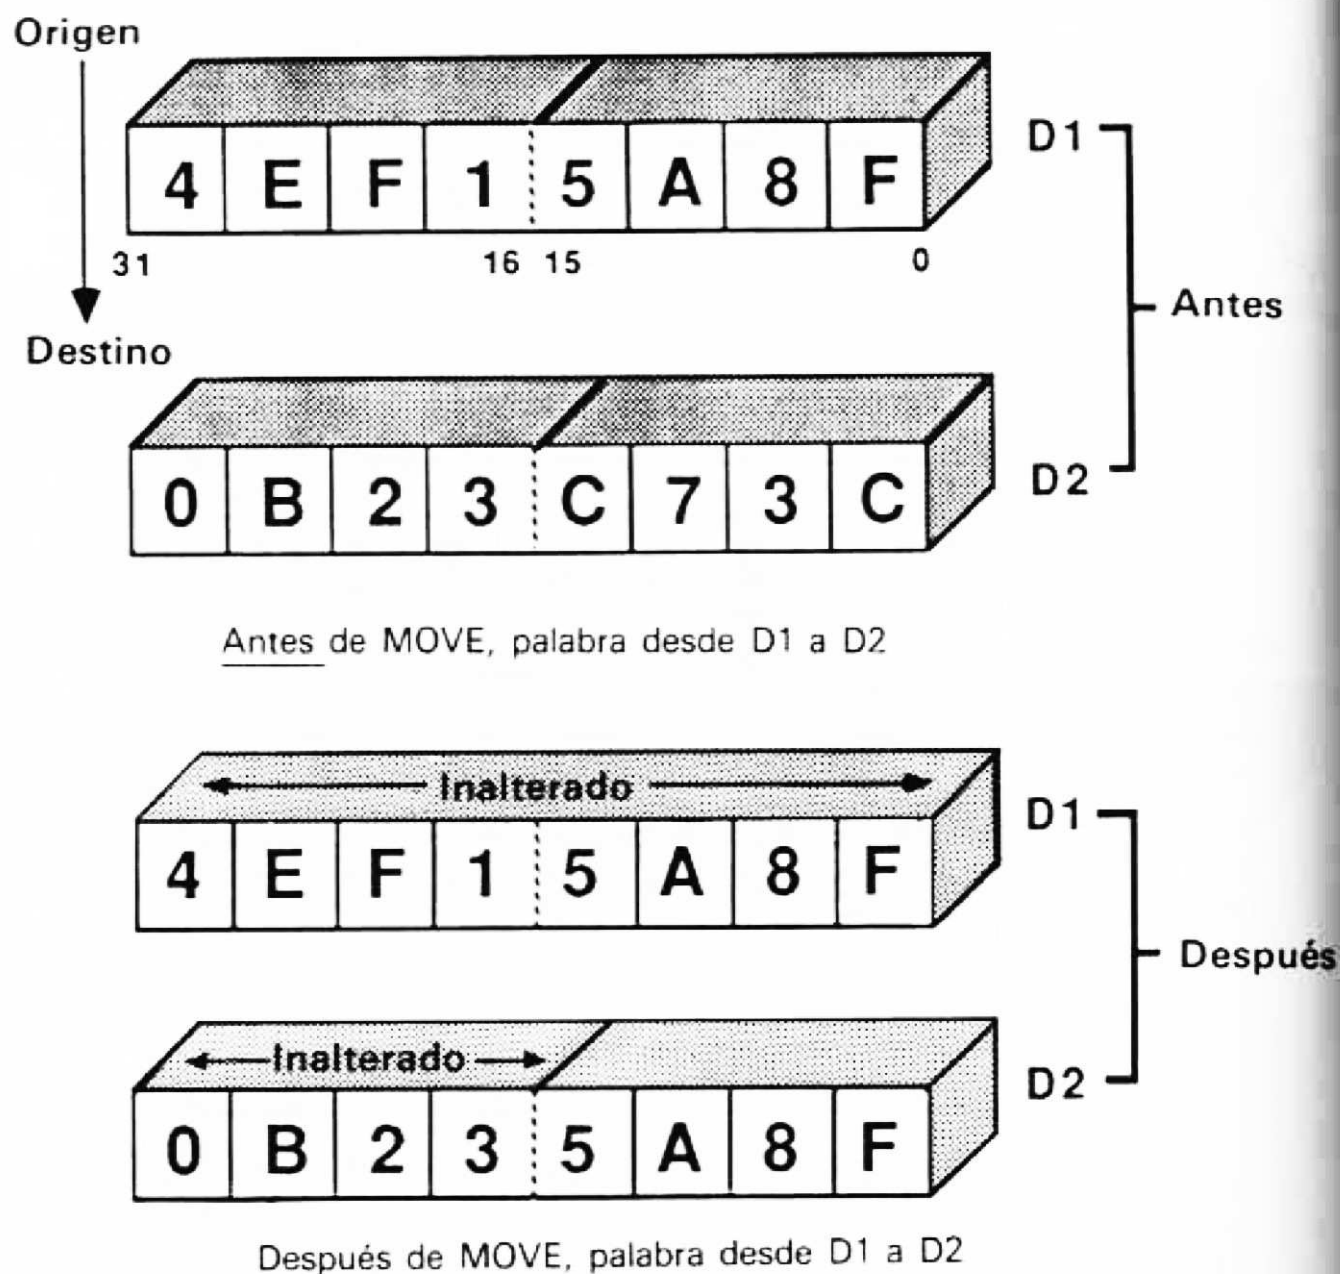 Origen
D1
4 E F 1 5 A 8 F
31 16 15 0
Antes
Destino
D2
0 B 2 3 C 7 3 C
Antes de MOVE, palabra desde D1 a D2
Inalterado
D1
4 E F 1 5 A 8 F
Después
Inalterado
D2
0 B 2 3 5 A 8 F
Después de MOVE, palabra desde D1 a D2